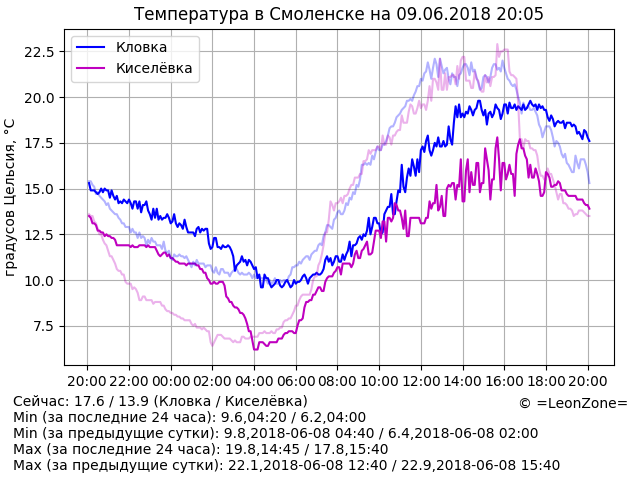 Температура в Смоленске на 09.06.2018 20:05
Кловка
Киселёвка
градусов Цельсия, °C
22.5
20.0
17.5
15.0
12.5
10.0
7.5
20:00 22:00 00:00 02:00 04:00 06:00 08:00 10:00 12:00 14:00 16:00 18:00 20:00
Сейчас: 17.6 / 13.9 (Кловка / Киселёвка)
© =LeonZone=
Min (за последние 24 часа): 9.6,04:20 / 6.2,04:00
Min (за предыдущие сутки): 9.8,2018-06-08 04:40 / 6.4,2018-06-08 02:00
Max (за последние 24 часа): 19.8,14:45 / 17.8,15:40
Max (за предыдущие сутки): 22.1,2018-06-08 12:40 / 22.9,2018-06-08 15:40